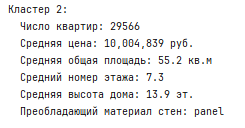 Кластер 2:
Число квартир: 29566
Средняя цена: 10,004,839 руб.
Средняя общая площадь: 55.2 кв.м
Средний номер этажа: 7.3
Средняя высота дома: 13.9 эт.
Преобладающий материал стен: panel